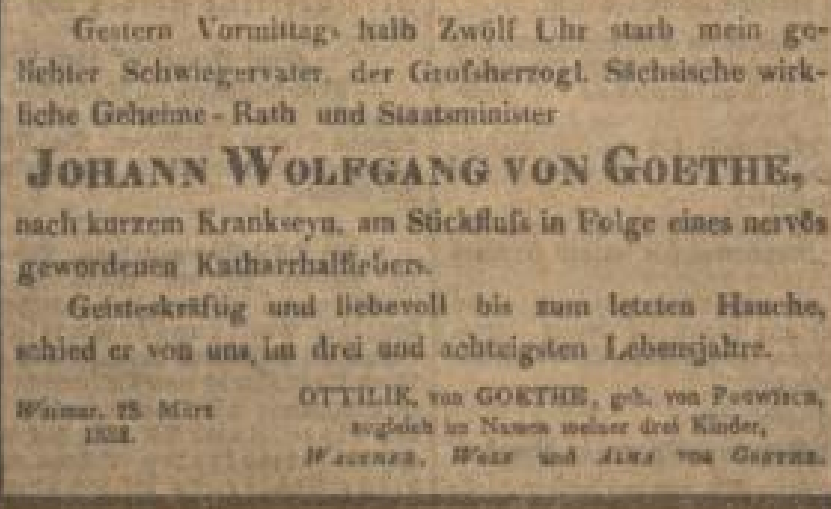 Gestern Vormittags halb Zwölf Uhr starb mein ge-
liebter Schwiegervater, der Grofsherzogl. Sächsische wirk-
liche Geheime-Rath und Staatsminister
JOHANN WOLFGANG VON GOETHE,
nach kurzem Krankseyn, am Stickflufs in Folge eines nervös
gewordenen Katharrhalfiebers.
Geisteskräftig und liebevoll bis zum letzten Hauche,
schied er von uns im drei und achtzigsten Lebensjahre.
OTTILIE, von GOETHE, geb. von POGWISCH,
Weimar, 23. März
zugleich im Namen meiner drei Kinder,
1832.
WALTHER, WOLF und ALMA von GOETHE.